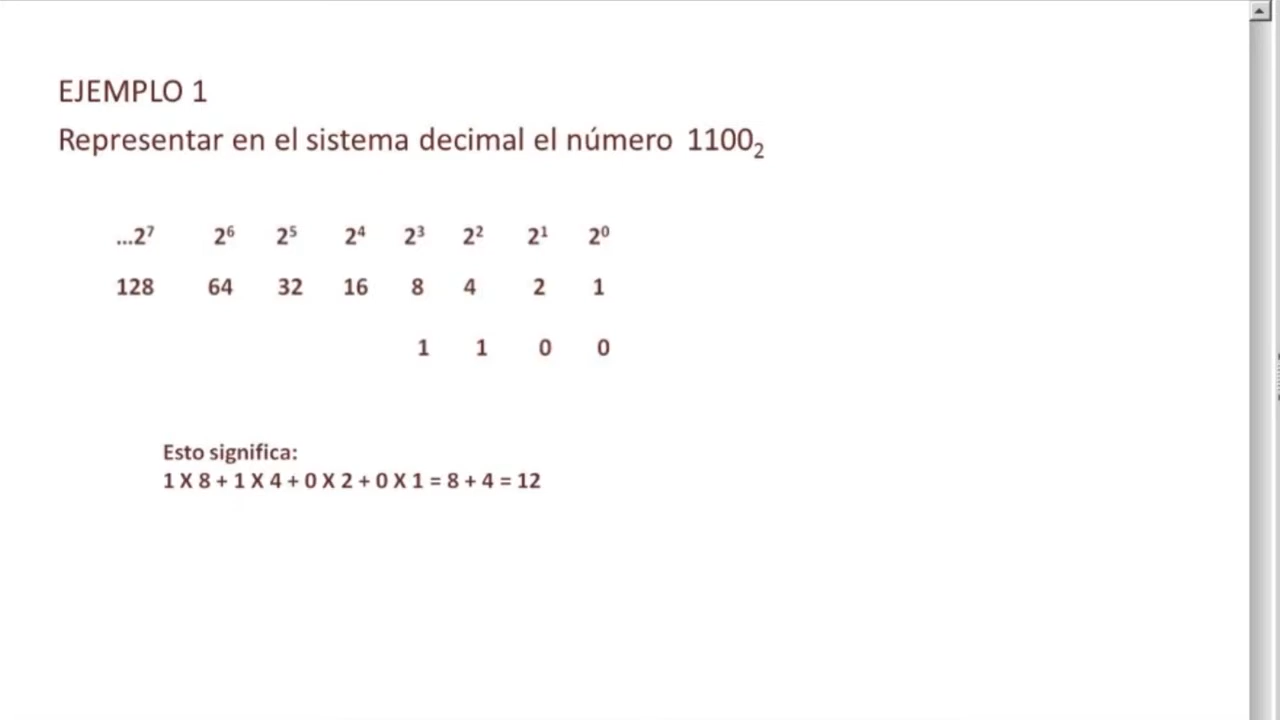 EJEMPLO 1
Representar en el sistema decimal el número 1100₂
...2⁷ 2⁶ 2⁵ 2⁴ 2³ 2² 2¹ 2⁰
128 64 32 16 8 4 2 1
1 1 0 0
Esto significa:
1 X 8 + 1 X 4 + 0 X 2 + 0 X 1 = 8 + 4 = 12